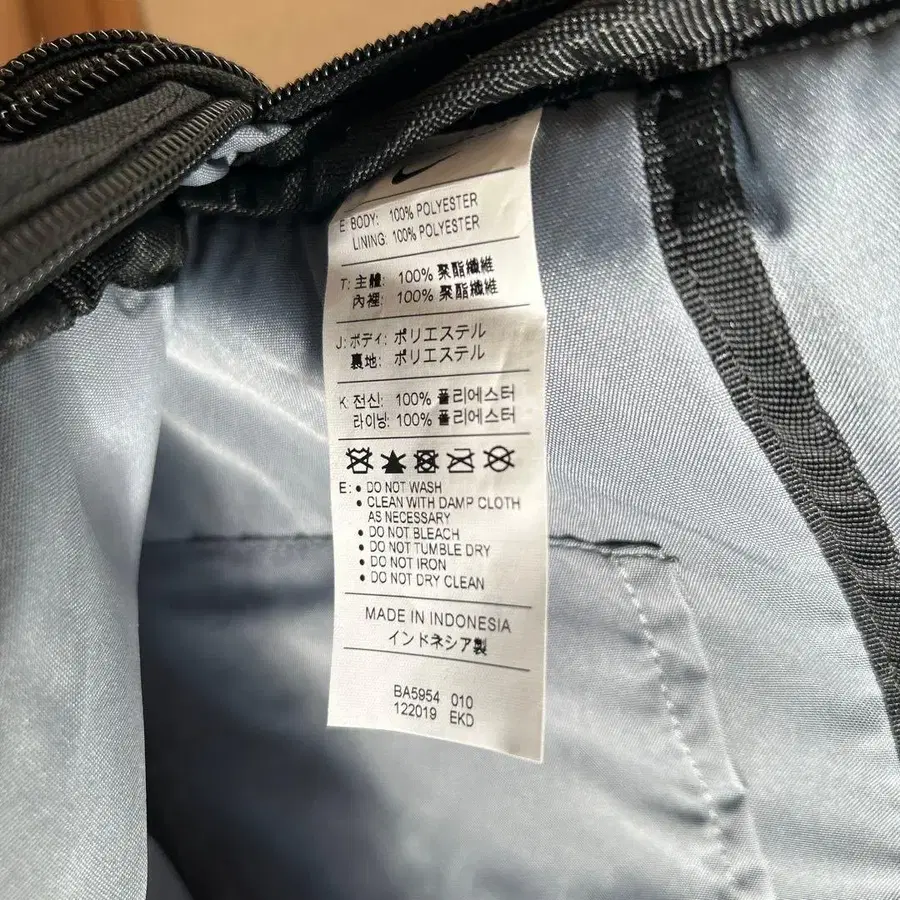 E: BODY: 100% POLYESTER
LINING: 100% POLYESTER
T: 主體: 100% 聚酯纖維
內裡: 100% 聚酯纖維
J: ボディ: ポリエステル
裏地: ポリエステル
K: 전신: 100% 폴리에스터
라이닝: 100% 폴리에스터
E: • DO NOT WASH
• CLEAN WITH DAMP CLOTH
AS NECESSARY
• DO NOT BLEACH
• DO NOT TUMBLE DRY
• DO NOT IRON
• DO NOT DRY CLEAN
MADE IN INDONESIA
インドネシア製
BA5954 010
122019 EKD